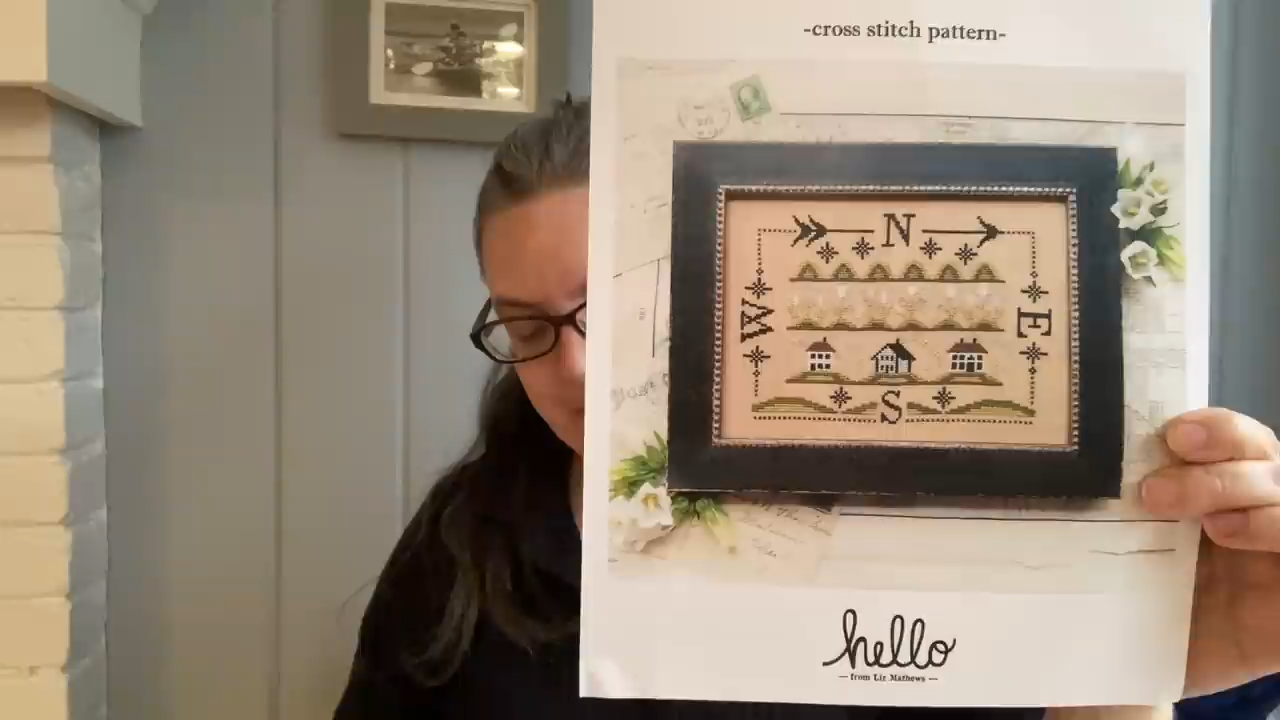 -cross stitch pattern-
N
W
E
S
hello
— from Liz Mathews —